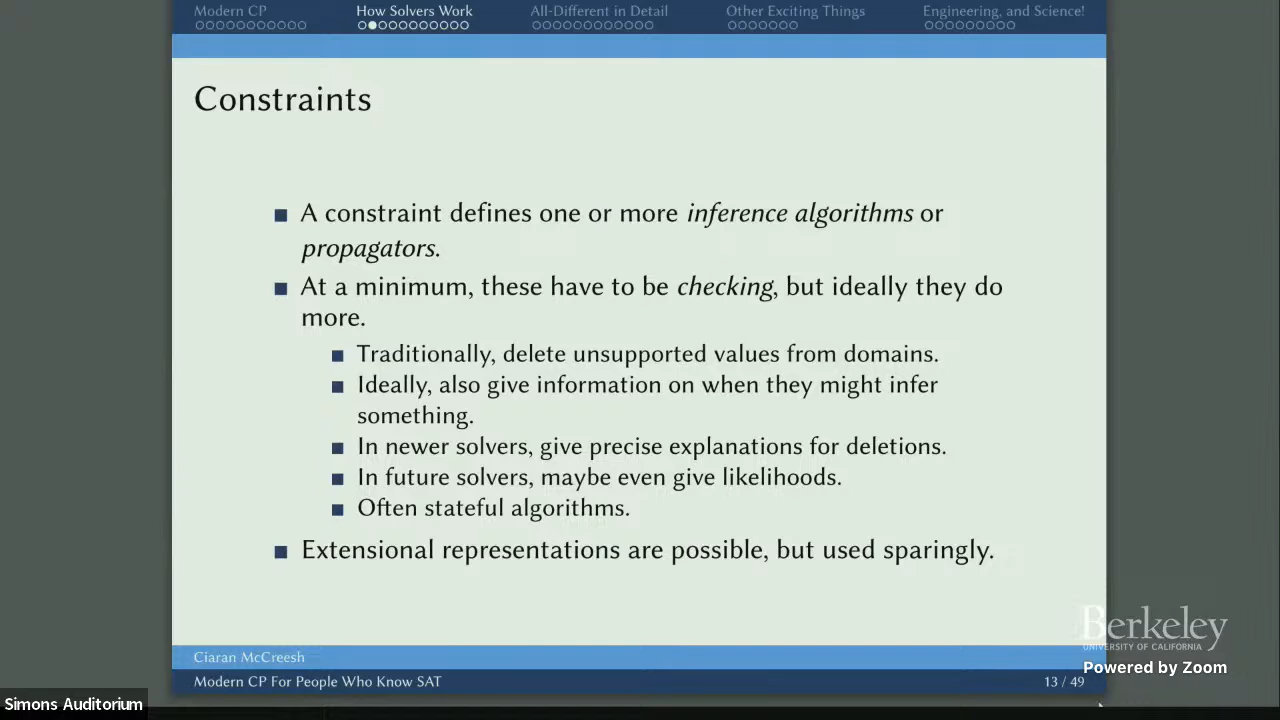 Modern CP
How Solvers Work
All-Different in Detail
Other Exciting Things
Engineering, and Science!
Constraints
A constraint defines one or more inference algorithms or
propagators.
At a minimum, these have to be checking, but ideally they do
more.
Traditionally, delete unsupported values from domains.
Ideally, also give information on when they might infer
something.
In newer solvers, give precise explanations for deletions.
In future solvers, maybe even give likelihoods.
Often stateful algorithms.
Extensional representations are possible, but used sparingly.
Berkeley
UNIVERSITY OF CALIFORNIA
Powered by Zoom
Ciaran McCreesh
Modern CP For People Who Know SAT
13 / 49
Simons Auditorium